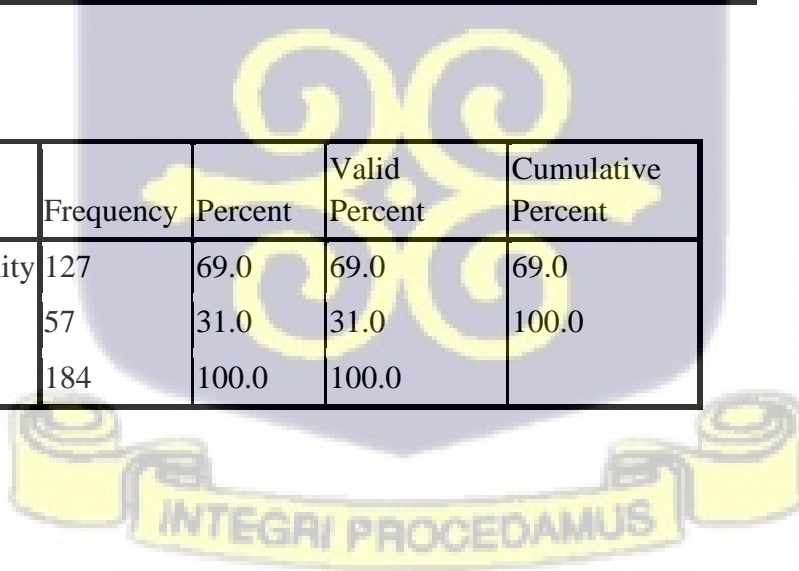 Valid Cumulative
Frequency Percent Percent Percent
ity 127 69.0 69.0 69.0
57 31.0 31.0 100.0
184 100.0 100.0
INTEGRI PROCEDAMUS